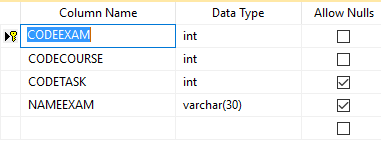 Column Name Data Type Allow Nulls
CODEEXAM int
CODECOURSE int
CODETASK int
NAMEEXAM varchar(30)